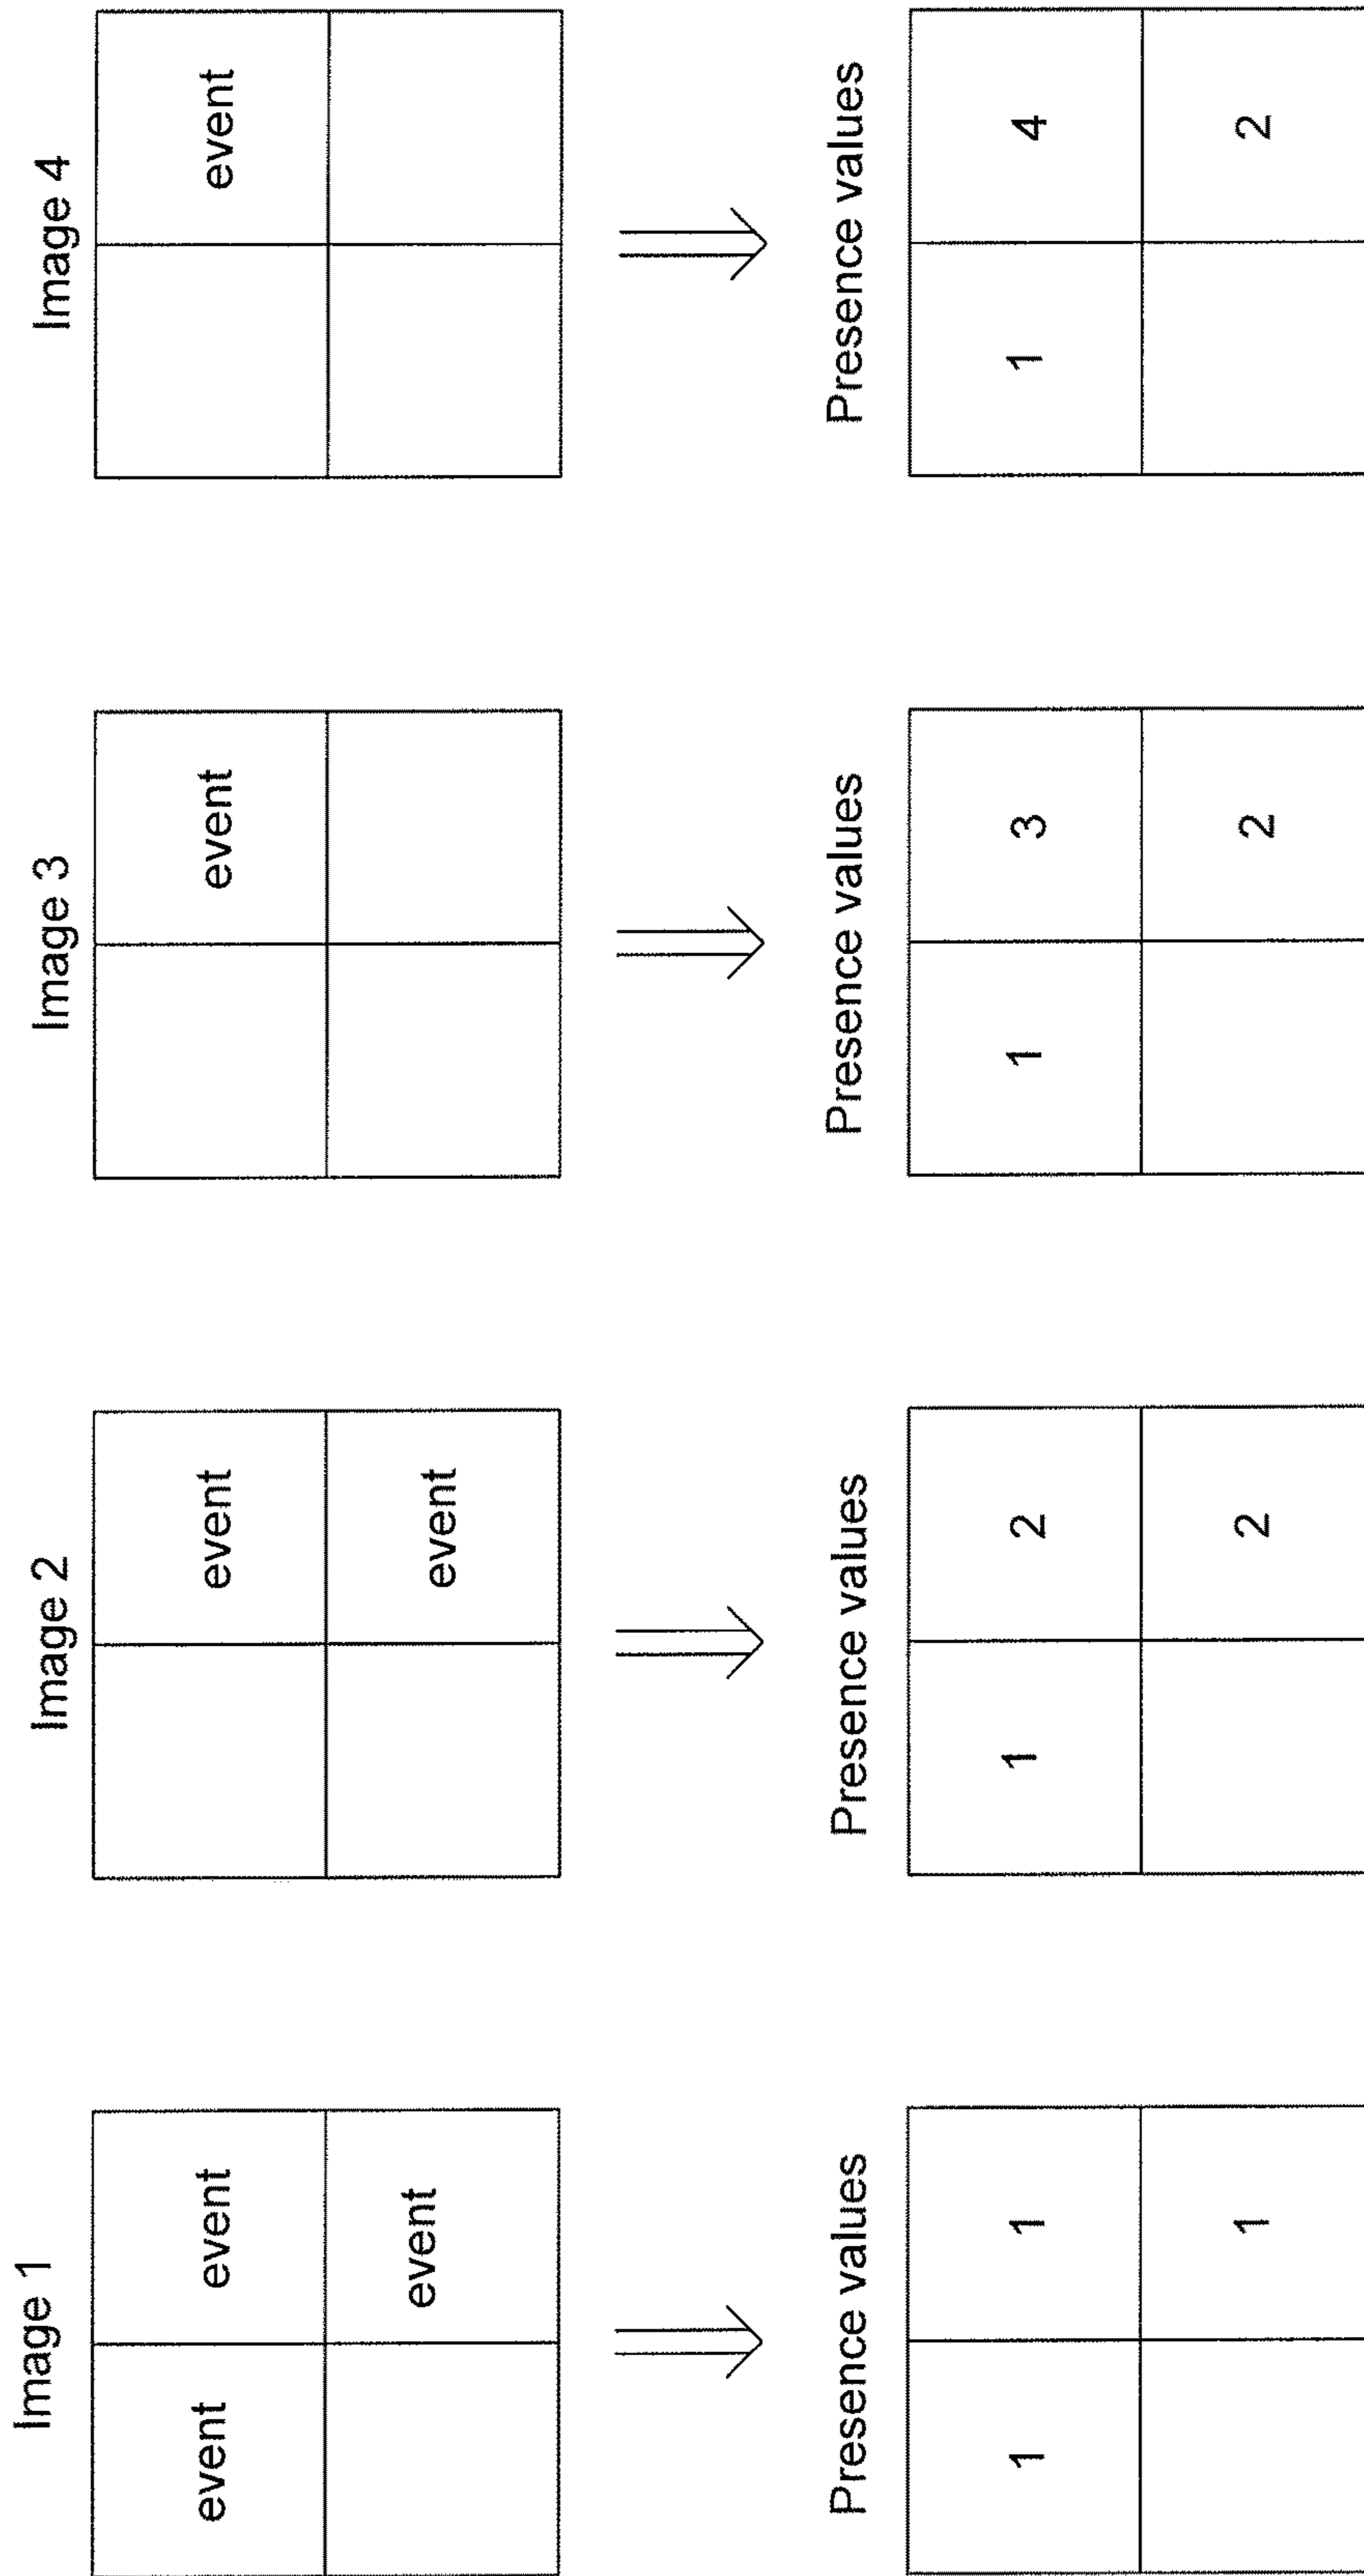 Image 1
Image 2
Image 3
Image 4
event event
event
event
event
event
event
Presence values
Presence values
Presence values
Presence values
1 1
1 2
1 3
1 4
1
2
2
2